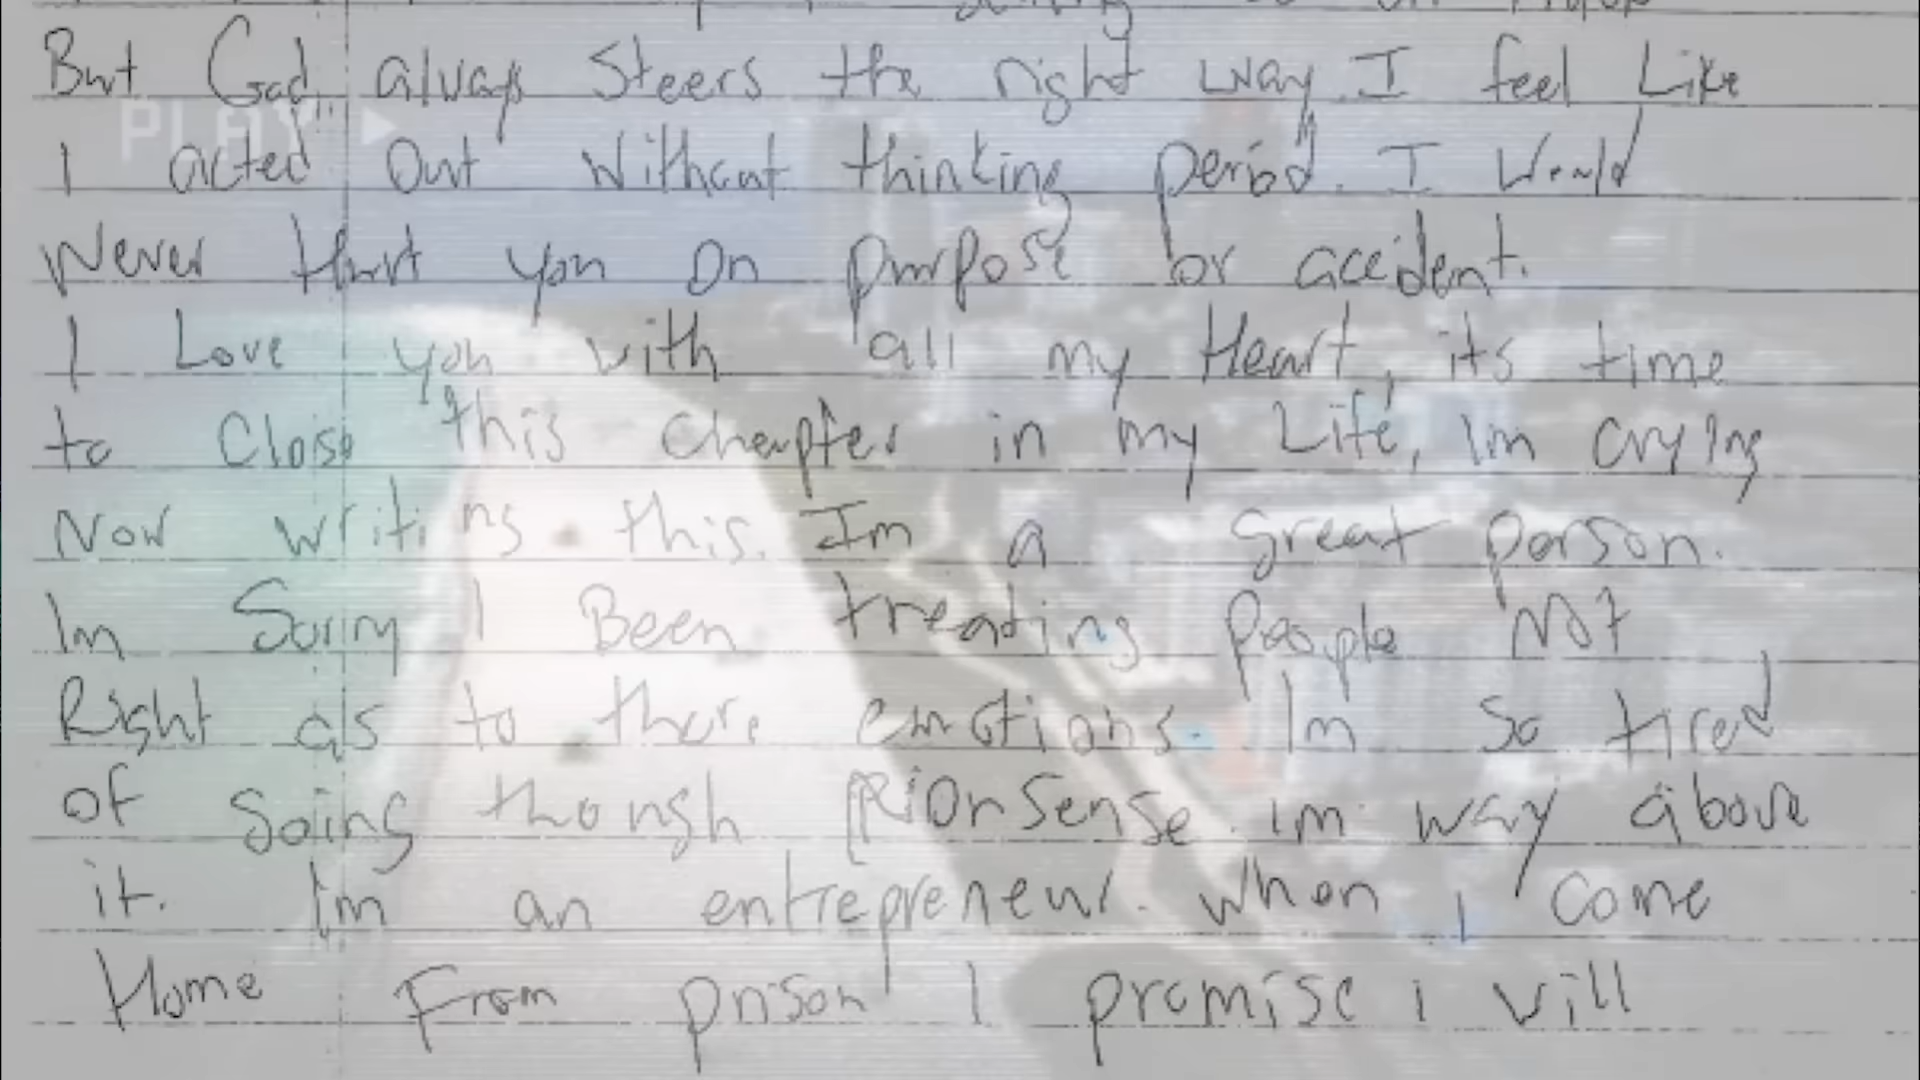 But God always Steers the right way. I feel Like
PLAY
I acted Out Without thinking period. I Would
Never Hurt you On purpose or accident.
I Love you with all my Heart, its time
to Close this Chapter in my Life, Im crying
Now writing this. Im a great person.
Im Sorry I Been treating people Not
Right as to there emotions. Im So tired
of going though Nonsense. im way above
it. Im an entrepreneur. when i come
Home From prison I promise i will